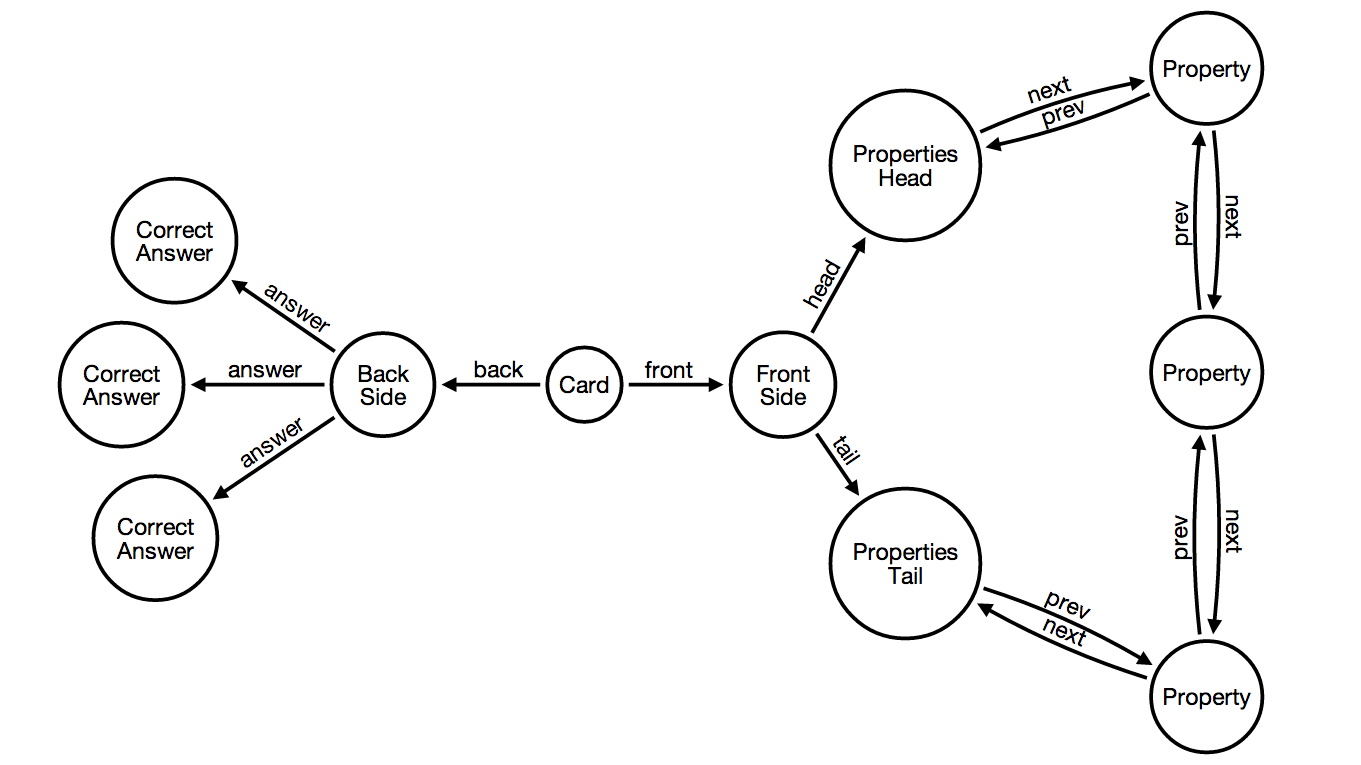 Property
next
prev
Properties
Head
prev
next
Correct
Answer
head
answer
Correct
Answer
answer
Back
Side
back
Card
front
Front
Side
Property
answer
tail
Correct
Answer
prev
next
Properties
Tail
prev
next
Property